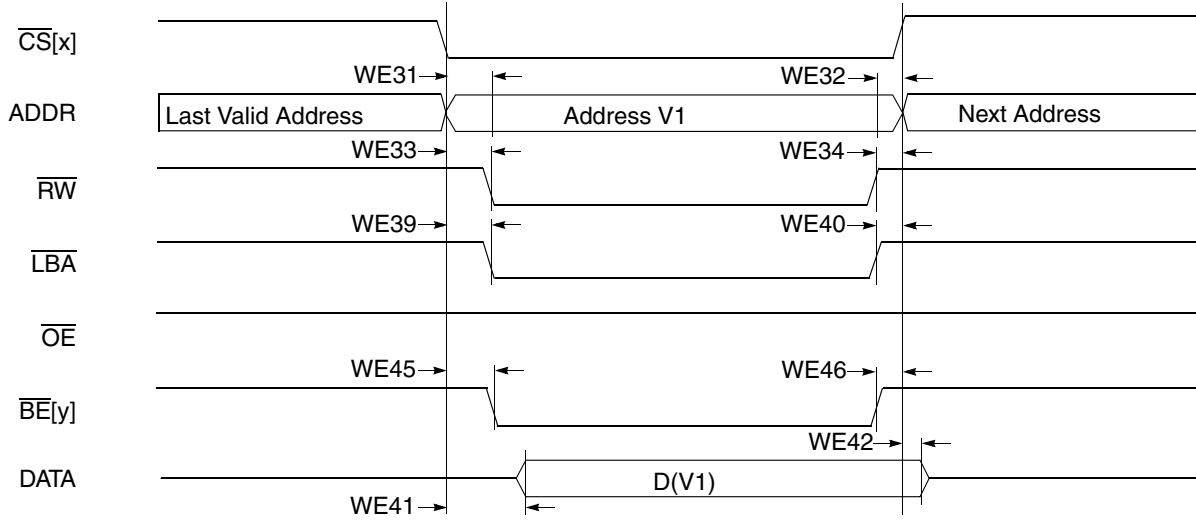 CS[x]
WE31
WE32
ADDR
Last Valid Address
Address V1
Next Address
WE33
WE34
RW
WE39
WE40
LBA
OE
WE45
WE46
BE[y]
WE42
DATA
D(V1)
WE41